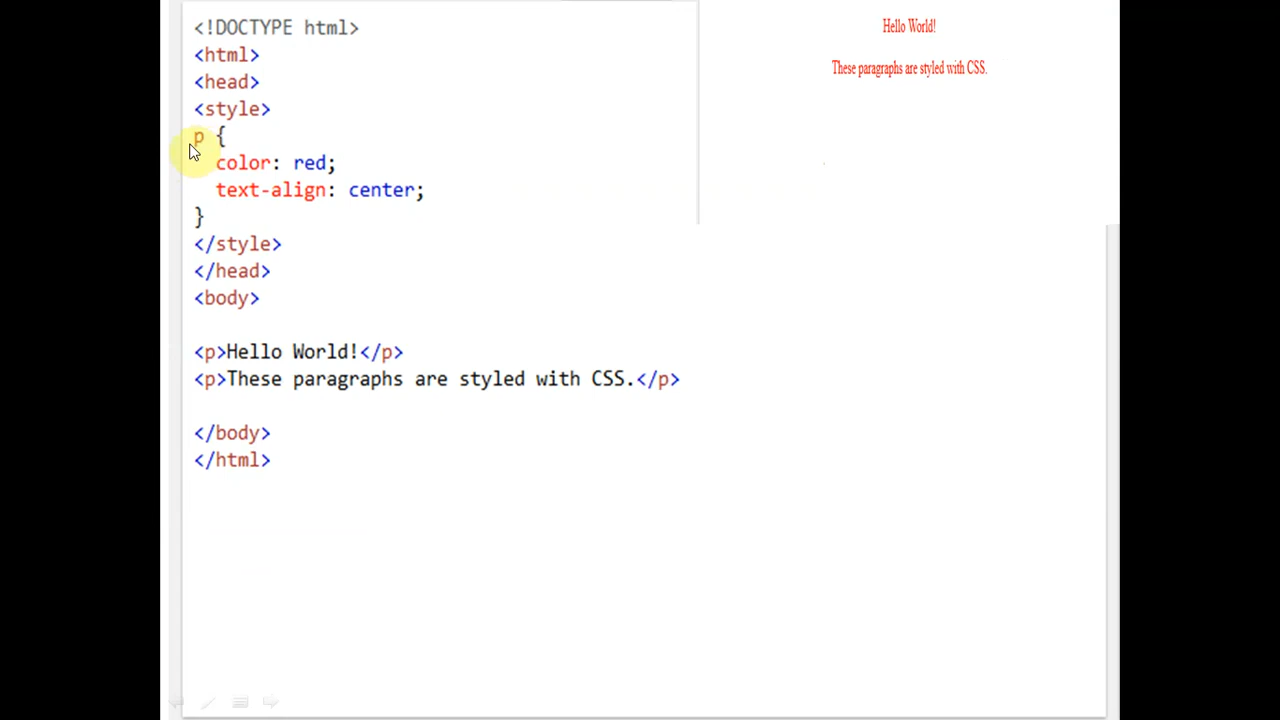 <!DOCTYPE html>
<html>
<head>
<style>
p {
  color: red;
  text-align: center;
}
</style>
</head>
<body>

<p>Hello World!</p>
<p>These paragraphs are styled with CSS.</p>

</body>
</html>
Hello World!
These paragraphs are styled with CSS.